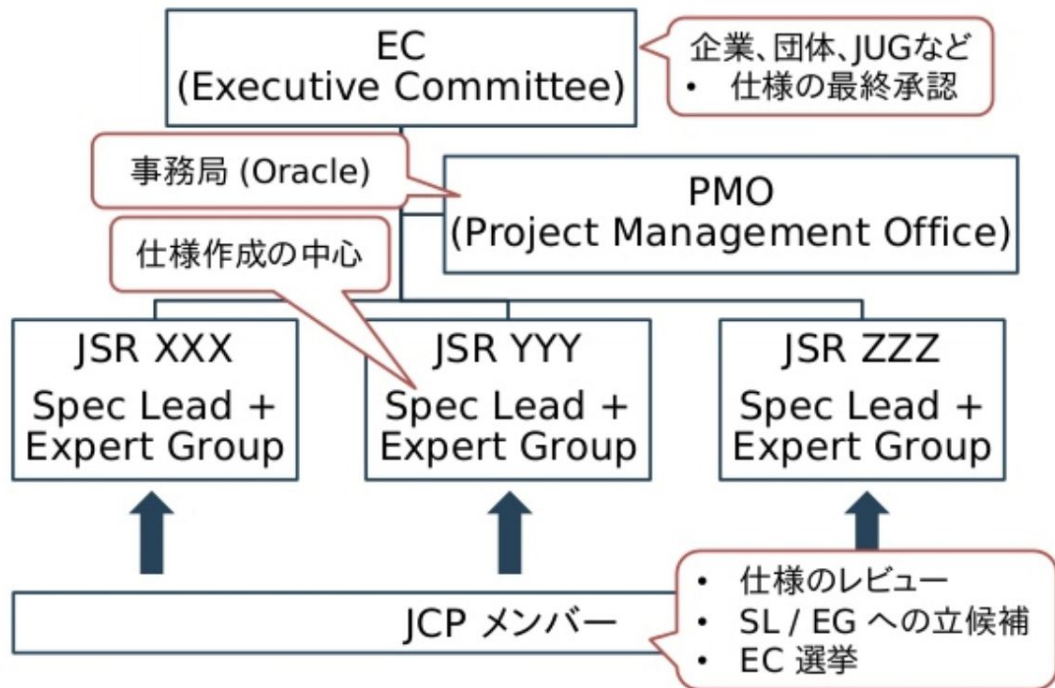 EC
(Executive Committee)
企業、団体、JUGなど
• 仕様の最終承認
事務局 (Oracle)
PMO
(Project Management Office)
仕様作成の中心
JSR XXX
Spec Lead +
Expert Group
JSR YYY
Spec Lead +
Expert Group
JSR ZZZ
Spec Lead +
Expert Group
JCP メンバー
• 仕様のレビュー
• SL / EG への立候補
• EC 選挙